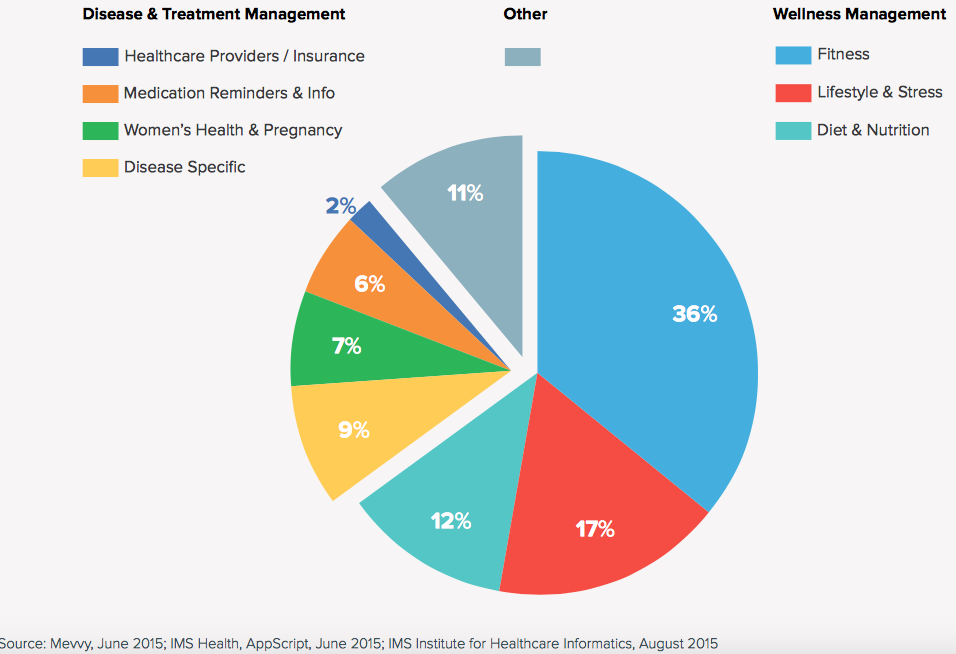 Disease & Treatment Management
Healthcare Providers / Insurance
Medication Reminders & Info
Women's Health & Pregnancy
Disease Specific
Other
Wellness Management
Fitness
Lifestyle & Stress
Diet & Nutrition
11%
2%
6%
7%
9%
36%
17%
12%
Source: Mevvy, June 2015; IMS Health, AppScript, June 2015; IMS Institute for Healthcare Informatics, August 2015